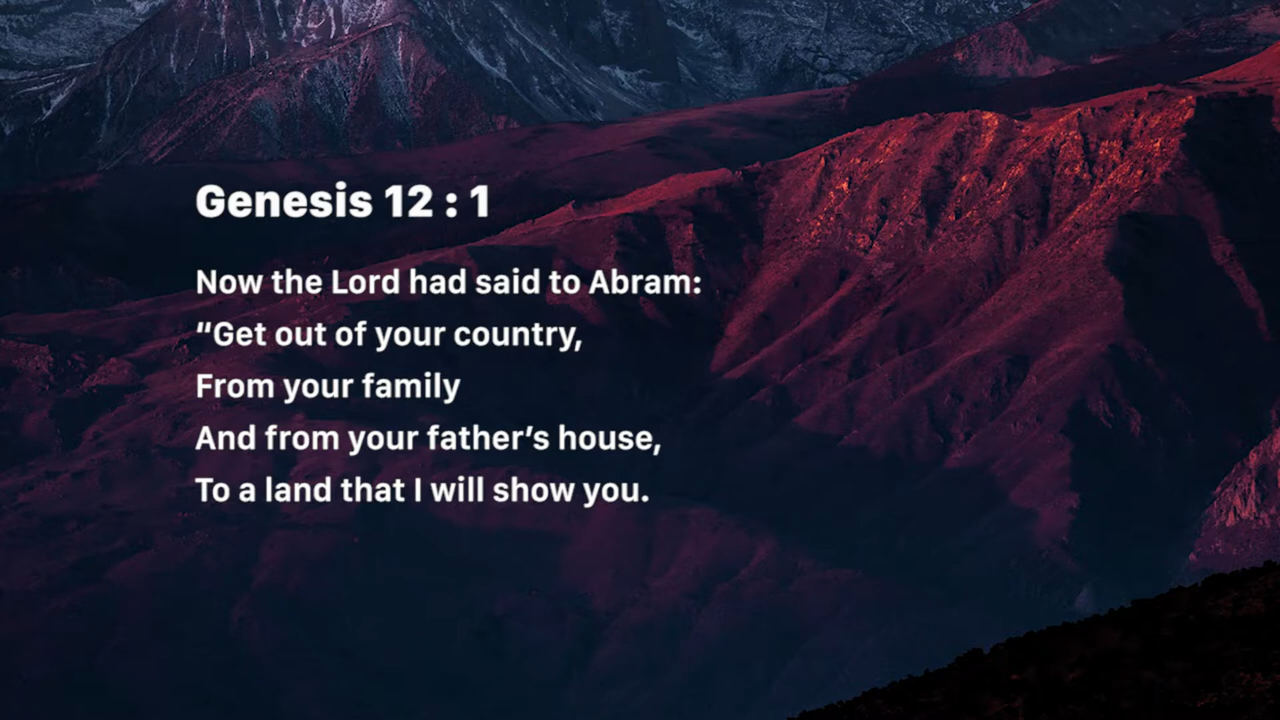 Genesis 12 : 1
Now the Lord had said to Abram:
“Get out of your country,
From your family
And from your father’s house,
To a land that I will show you.